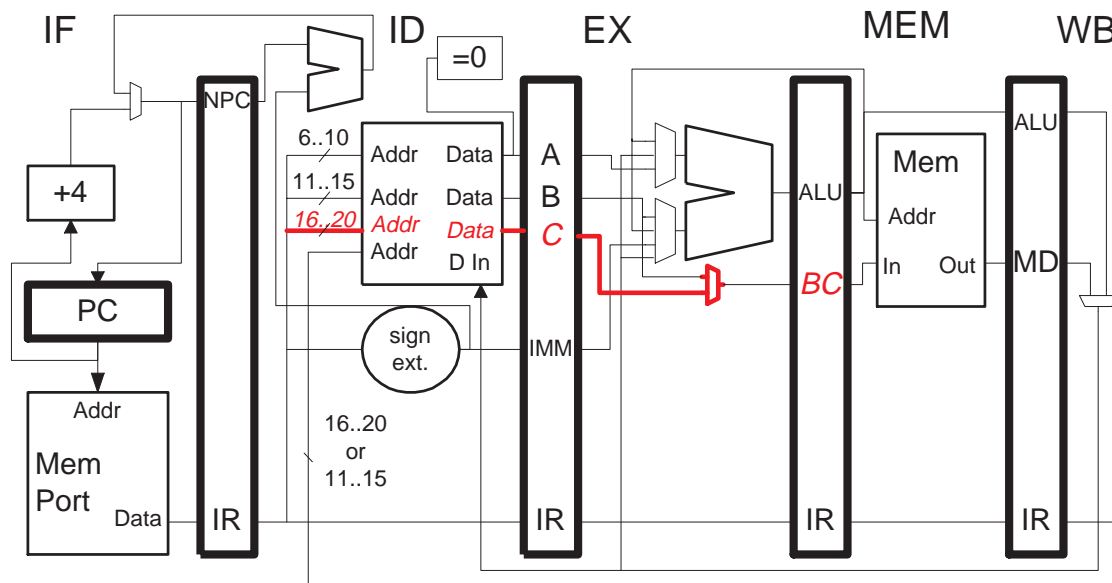 IF
ID
EX
MEM
WB
=0
NPC
+4
PC
Addr
Mem
Port
Data
IR
6..10
11..15
16..20
Addr
Addr
Addr
Addr
Data
Data
Data
D In
sign
ext.
16..20
or
11..15
A
B
C
IMM
IR
ALU
BC
IR
Mem
Addr
In
Out
ALU
MD
IR